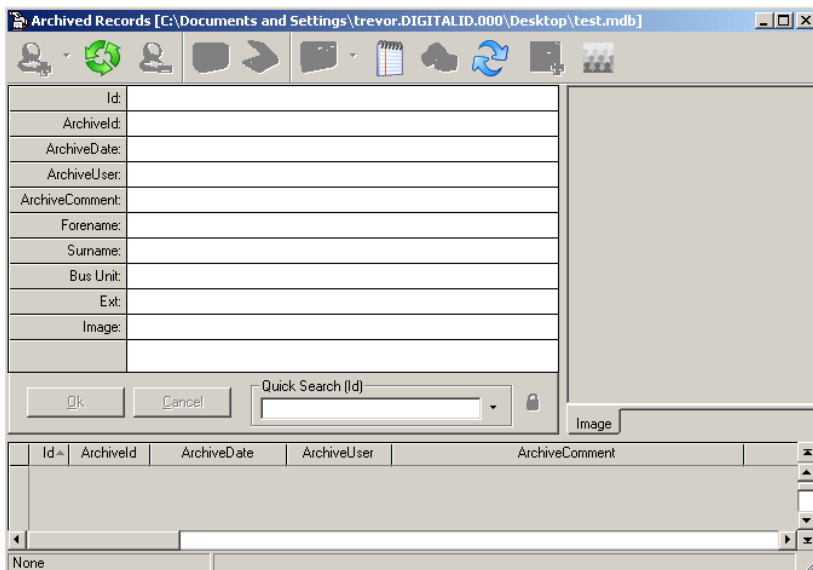 Archived Records [C:\Documents and Settings\trevor.DIGITALID.000\Desktop\test.mdb]
Id:
ArchiveId:
ArchiveDate:
ArchiveUser:
ArchiveComment:
Forename:
Surname:
Bus Unit:
Ext:
Image:
Ok Cancel Quick Search (Id)
Image
Id ArchiveId ArchiveDate ArchiveUser ArchiveComment
None